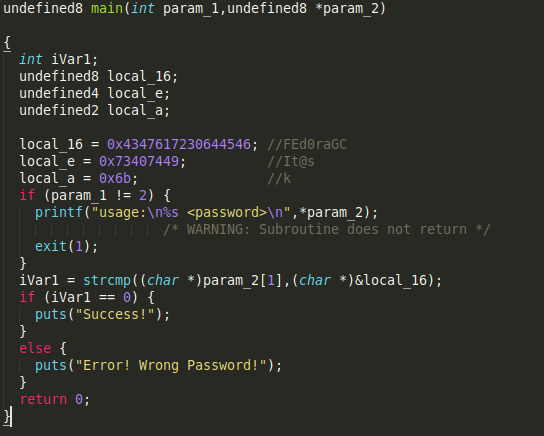 undefined8 main(int param_1,undefined8 *param_2)
{
int iVar1;
undefined8 local_16;
undefined4 local_e;
undefined2 local_a;
local_16 = 0x4347617230644546; //FEd0raGC
local_e = 0x73407449; //It@s
local_a = 0x6b; //k
if (param_1 != 2) {
printf("usage:\n%s <password>\n",*param_2);
/* WARNING: Subroutine does not return */
exit(1);
}
iVar1 = strcmp((char *)param_2[1],(char *)&local_16);
if (iVar1 == 0) {
puts("Success!");
}
else {
puts("Error! Wrong Password!");
}
return 0;
}